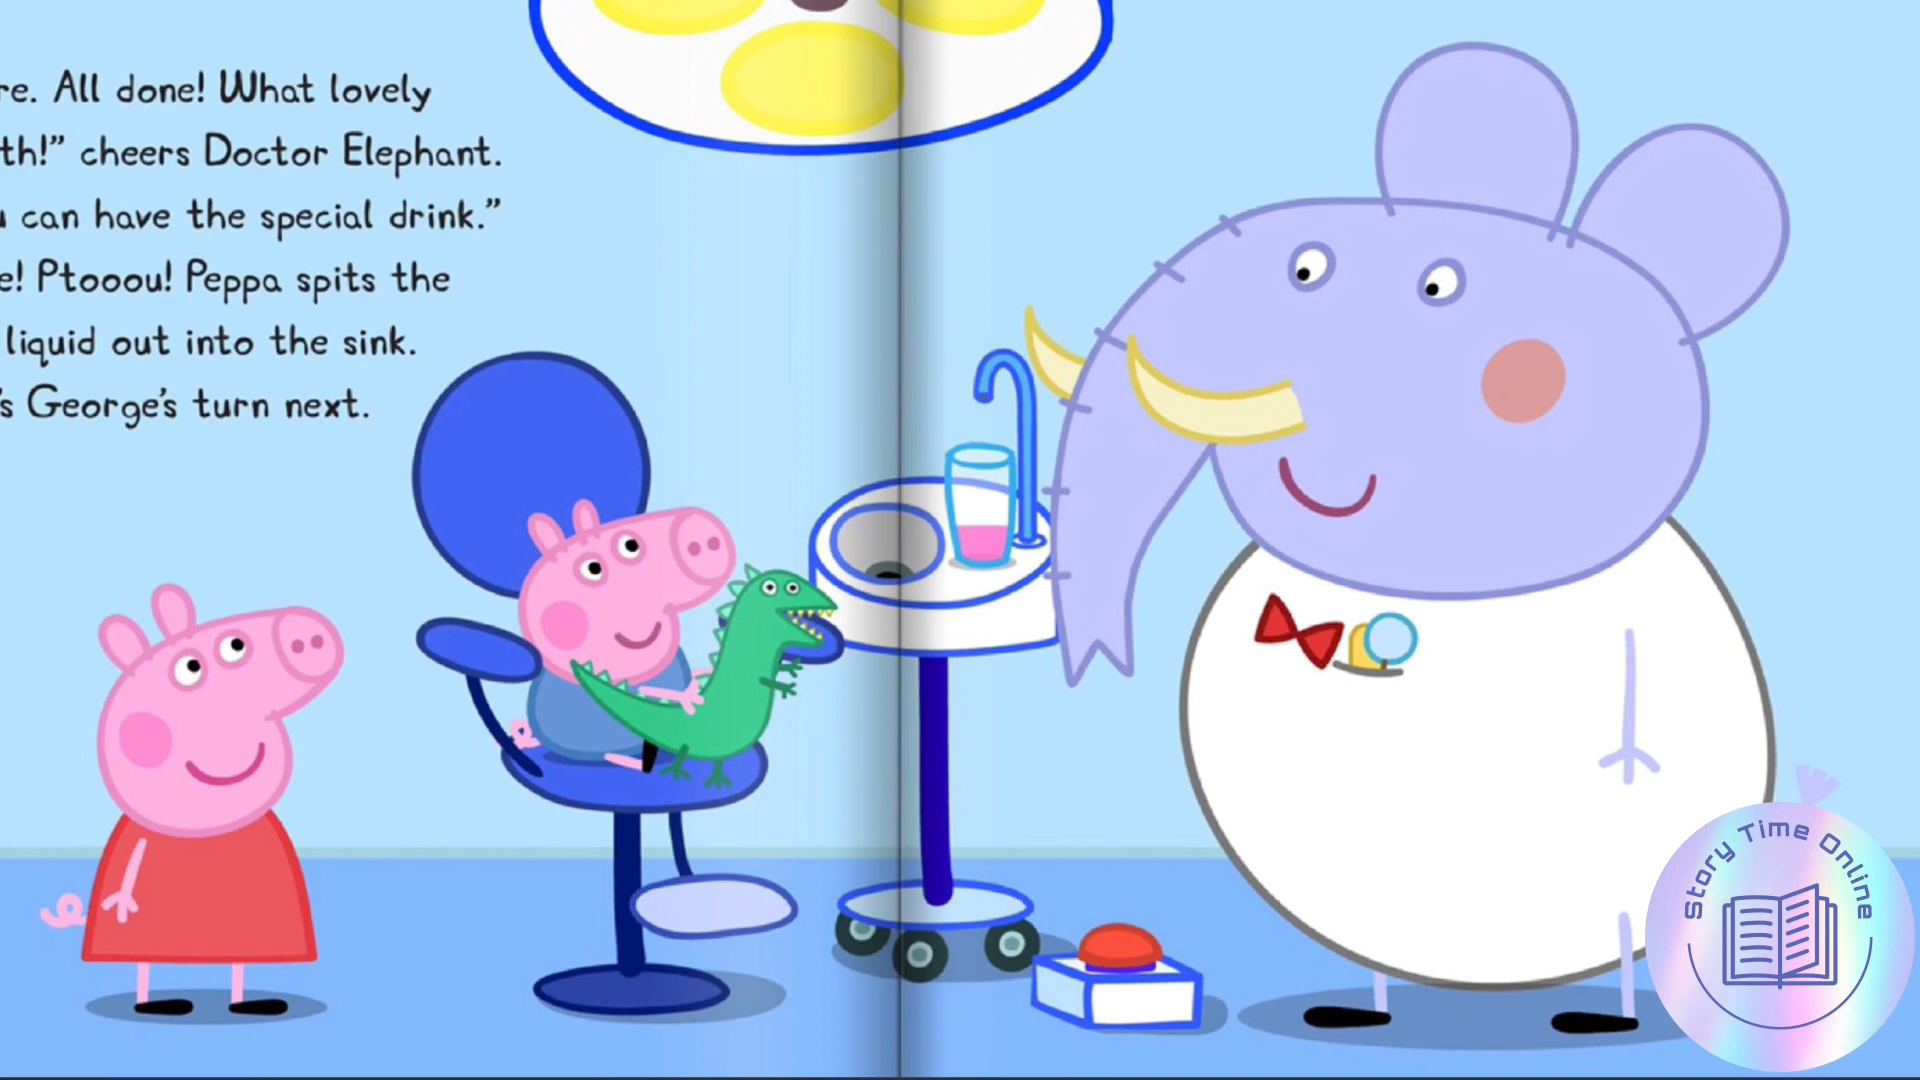 re. All done! What lovely
th!” cheers Doctor Elephant.
can have the special drink.”
e! Ptooou! Peppa spits the
liquid out into the sink.
’s George’s turn next.
Story Time Online